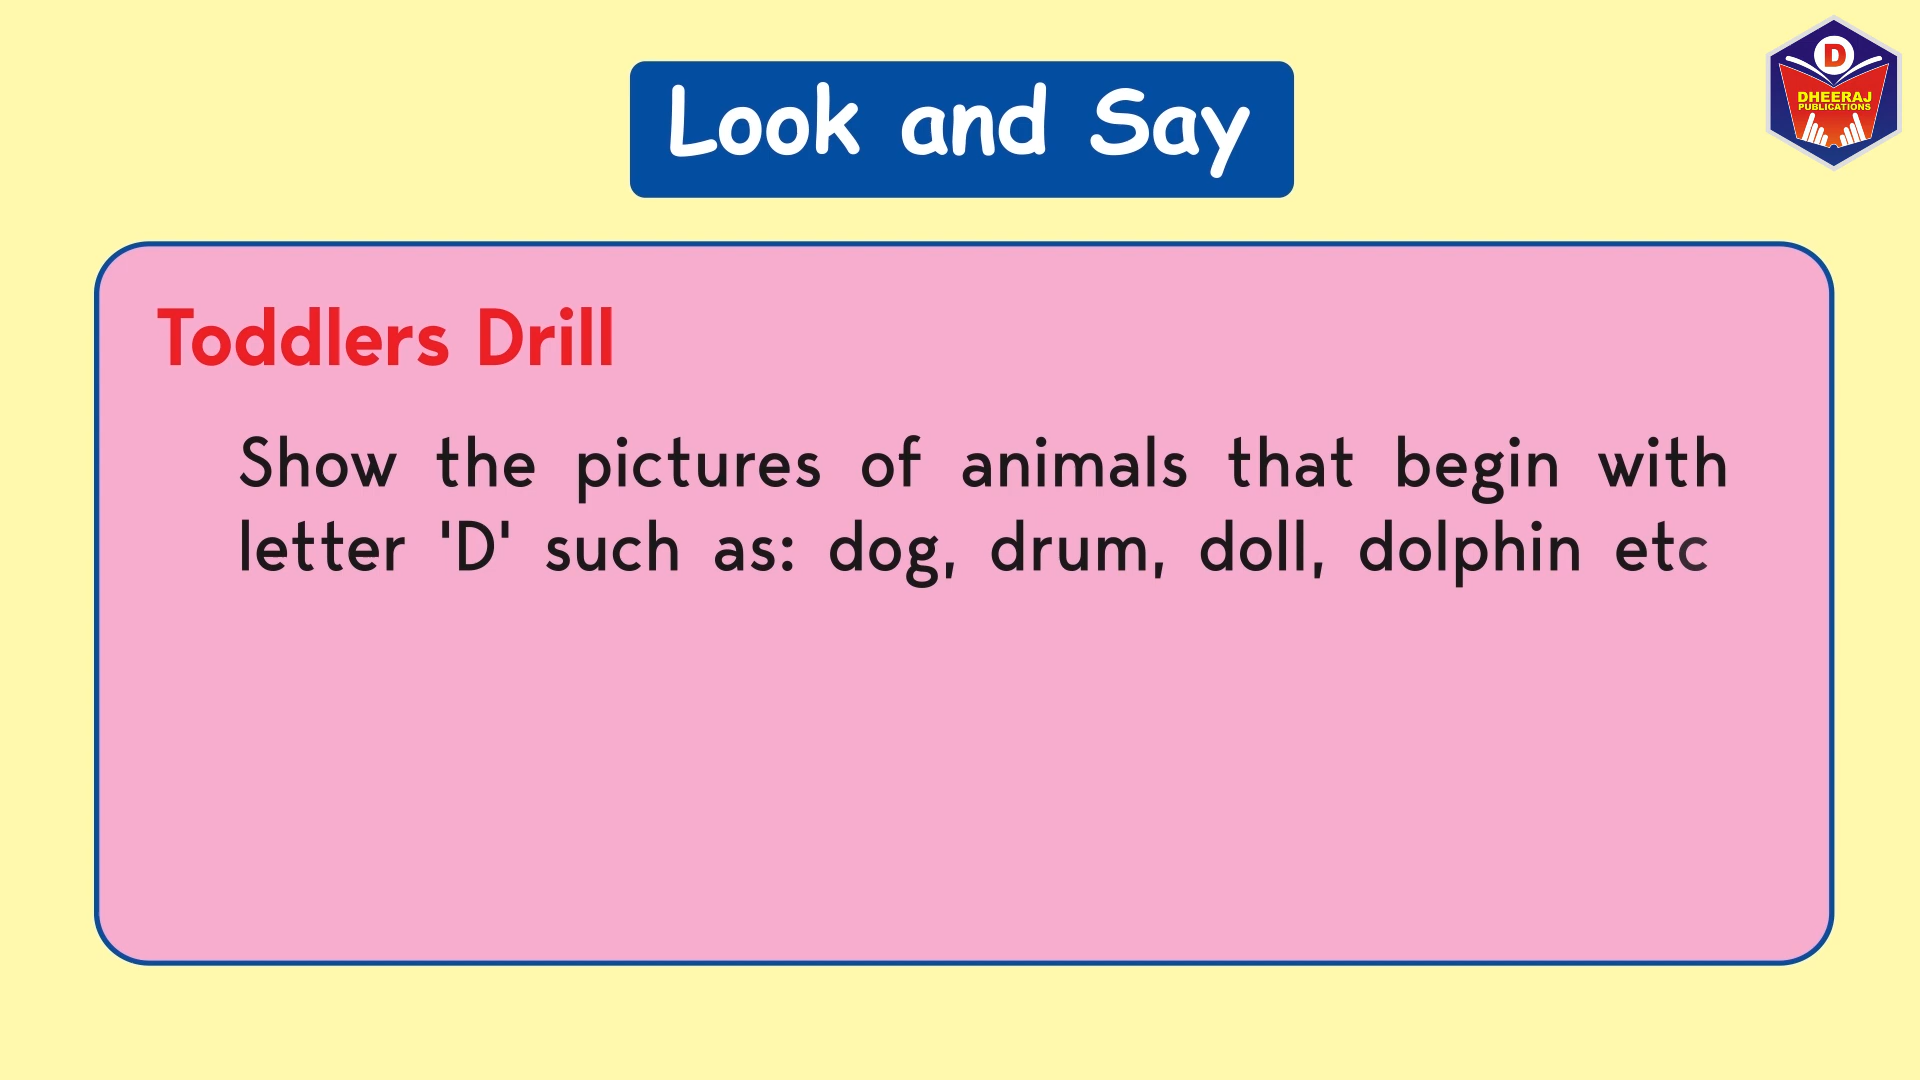 Look and Say
D
DHEERAJ
PUBLICATIONS
Toddlers Drill
Show the pictures of animals that begin with
letter 'D' such as: dog, drum, doll, dolphin etc